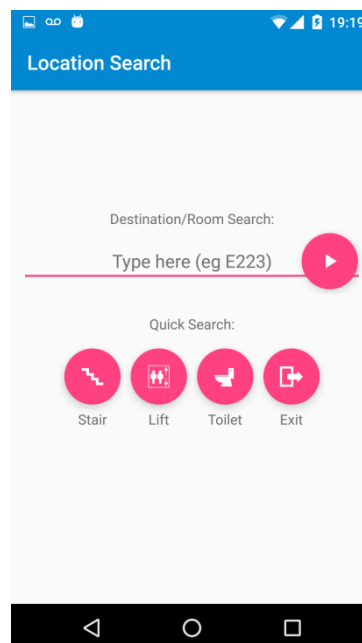 19:19
Location Search
Destination/Room Search:
Type here (eg E223)
Quick Search:
Stair Lift Toilet Exit